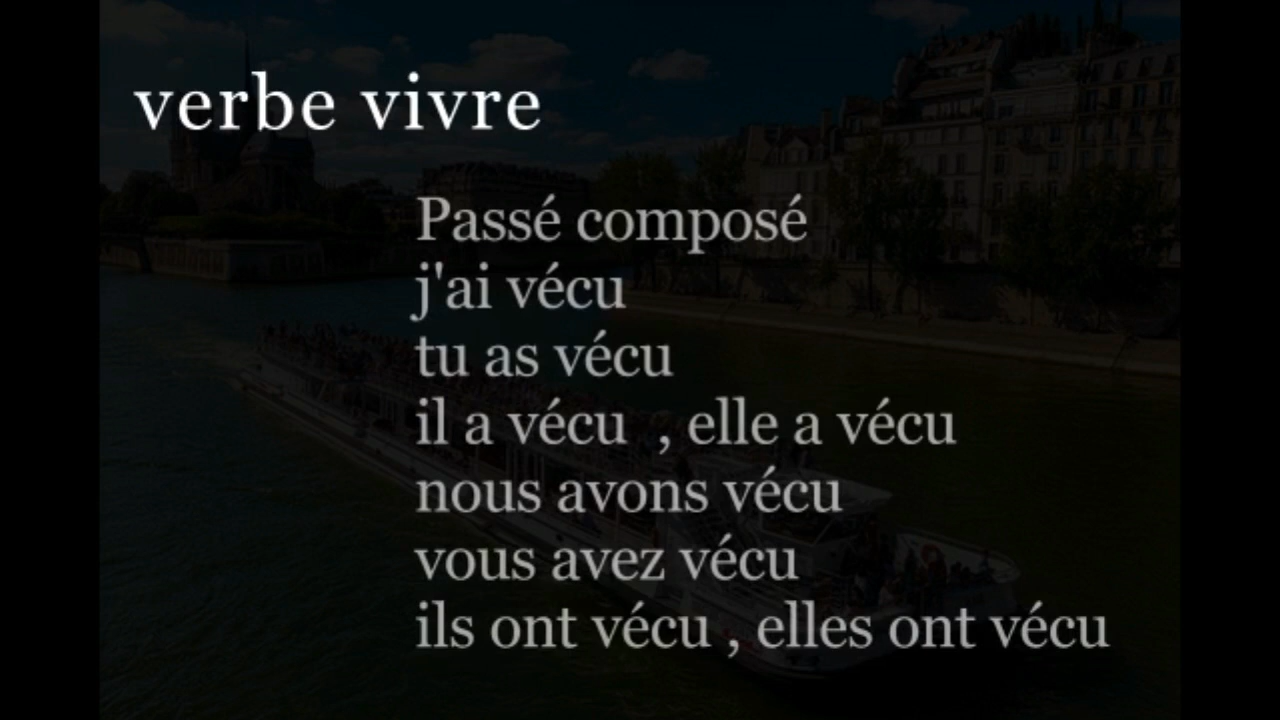 verbe vivre
Passé composé
j'ai vécu
tu as vécu
il a vécu , elle a vécu
nous avons vécu
vous avez vécu
ils ont vécu , elles ont vécu